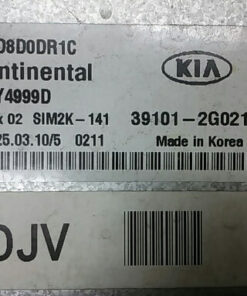 D8D0DR1C
ntinental
KIA
Y4999D
x 02 SIM2K-141
39101-2G021
25.03.10/5 0211
Made in Korea
DJV